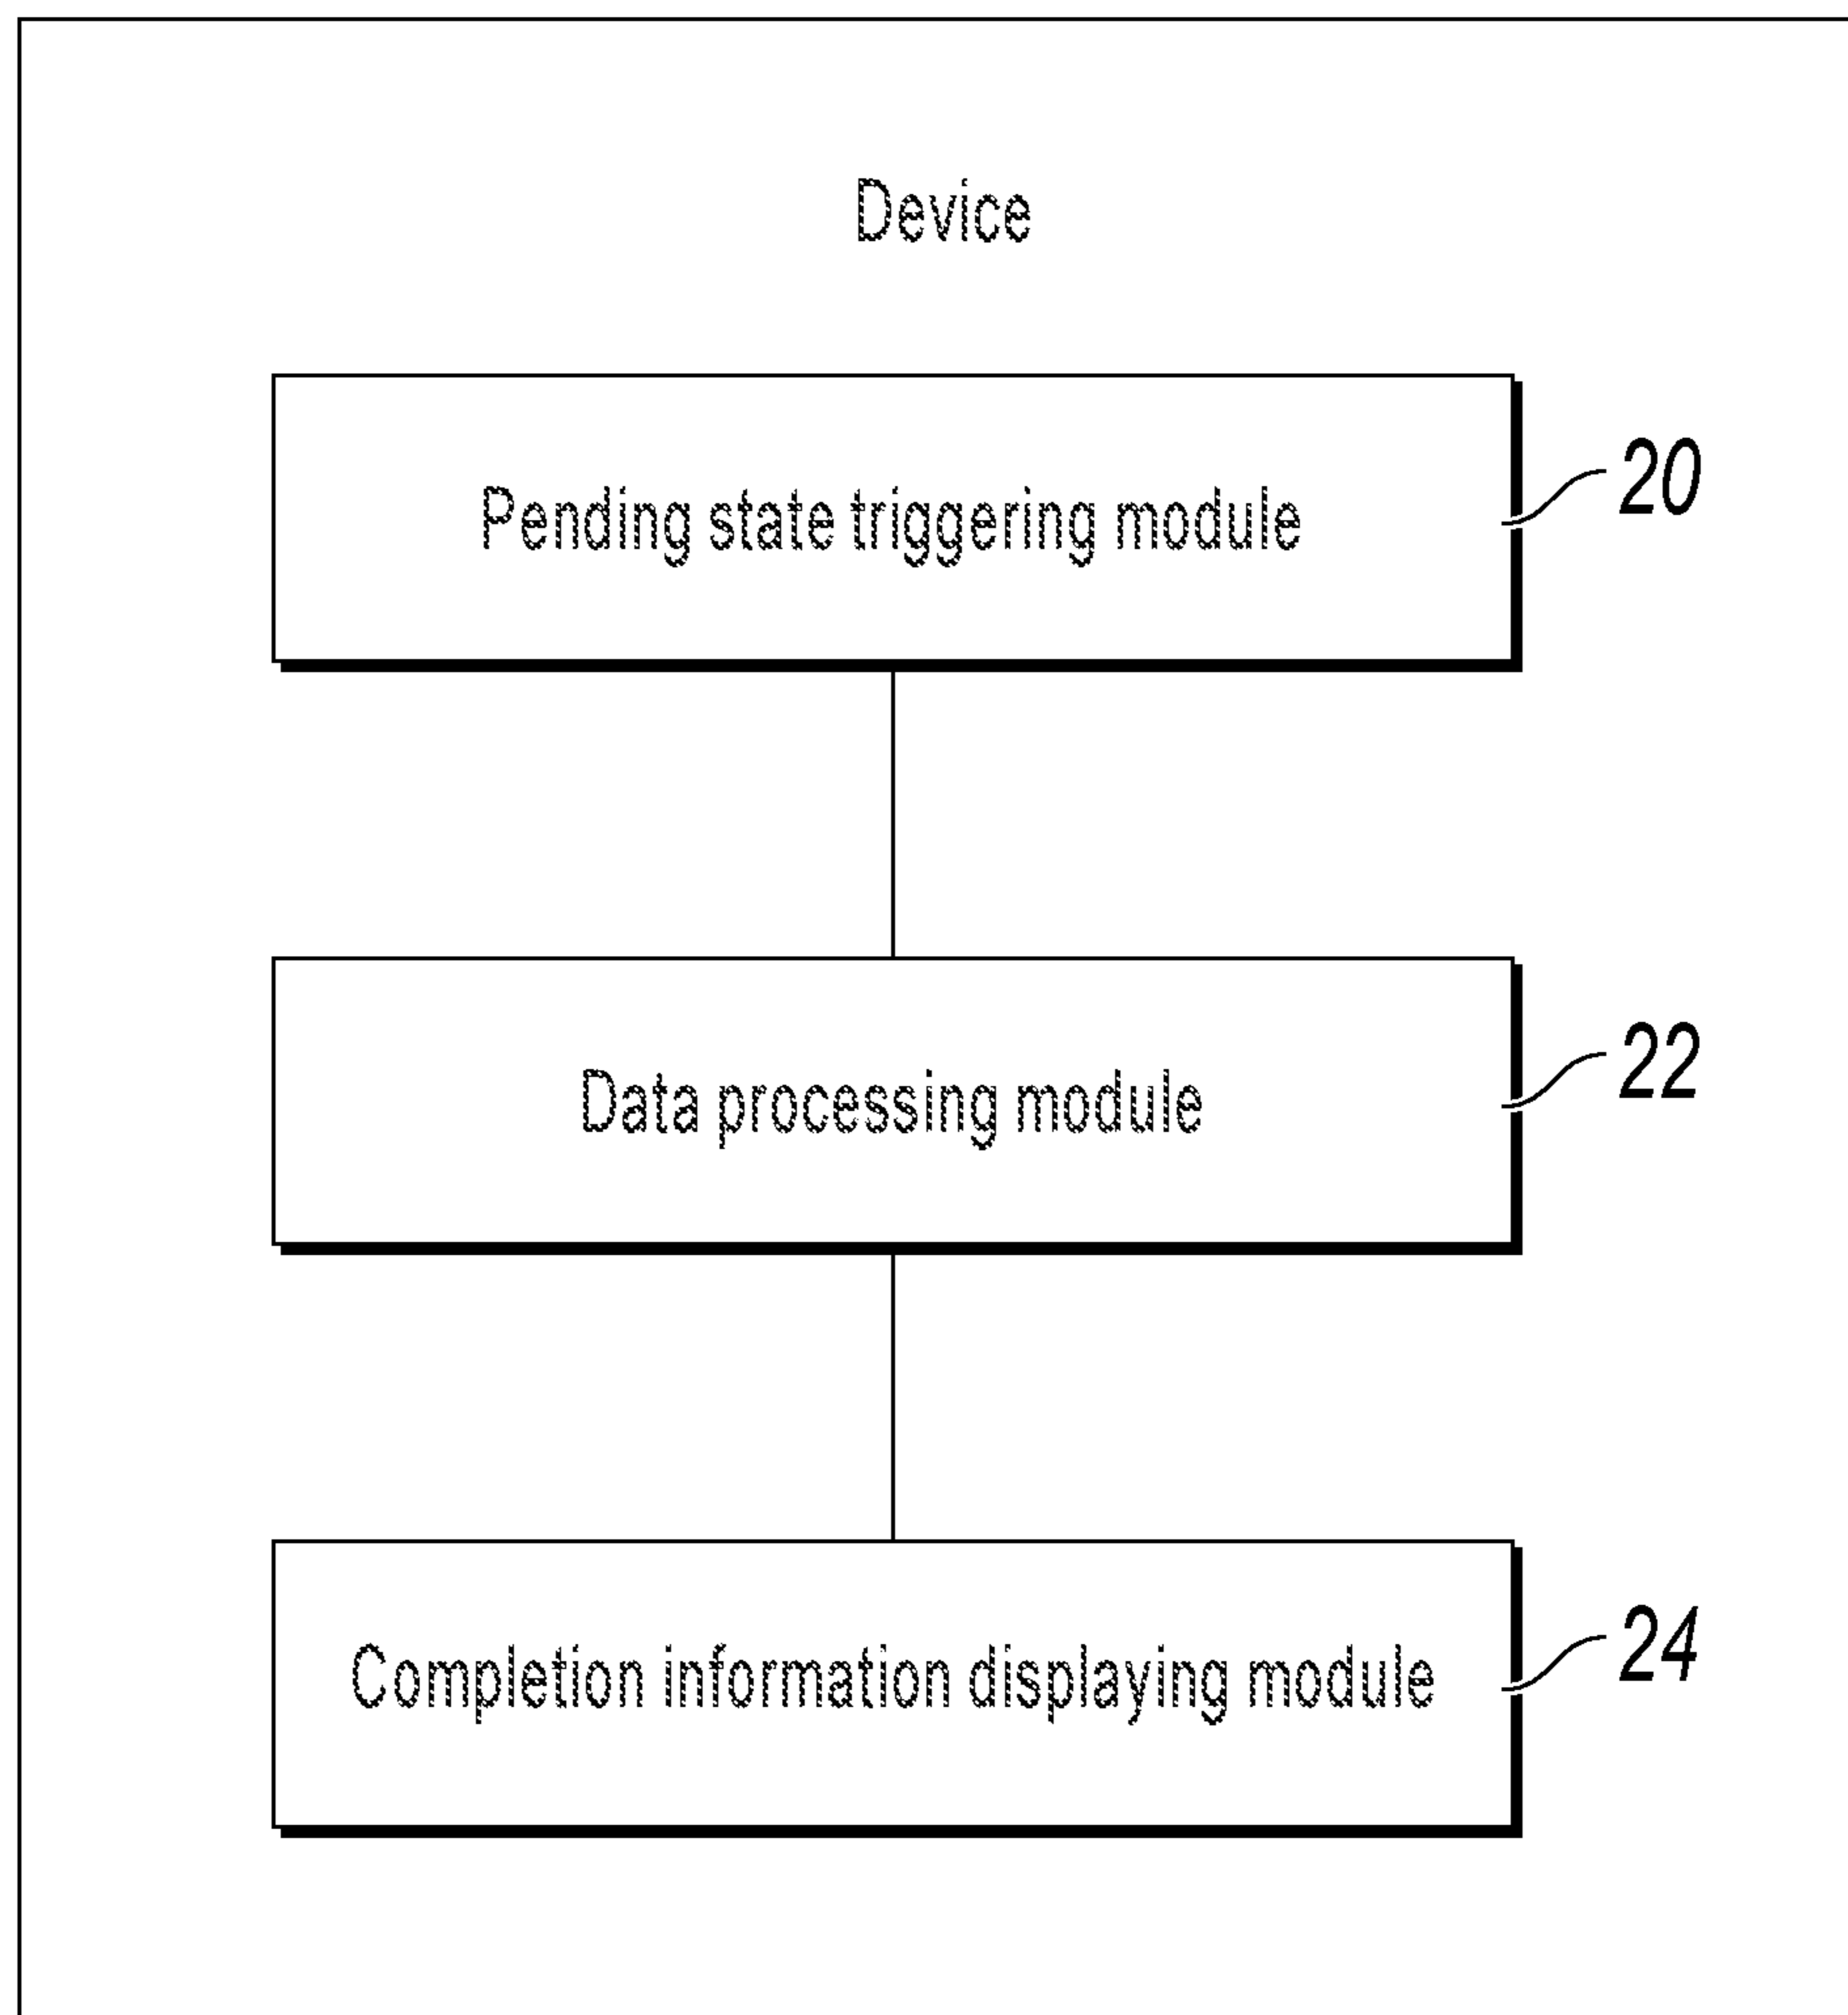 Device
Pending state triggering module
20
Data processing module
22
Completion information displaying module
24